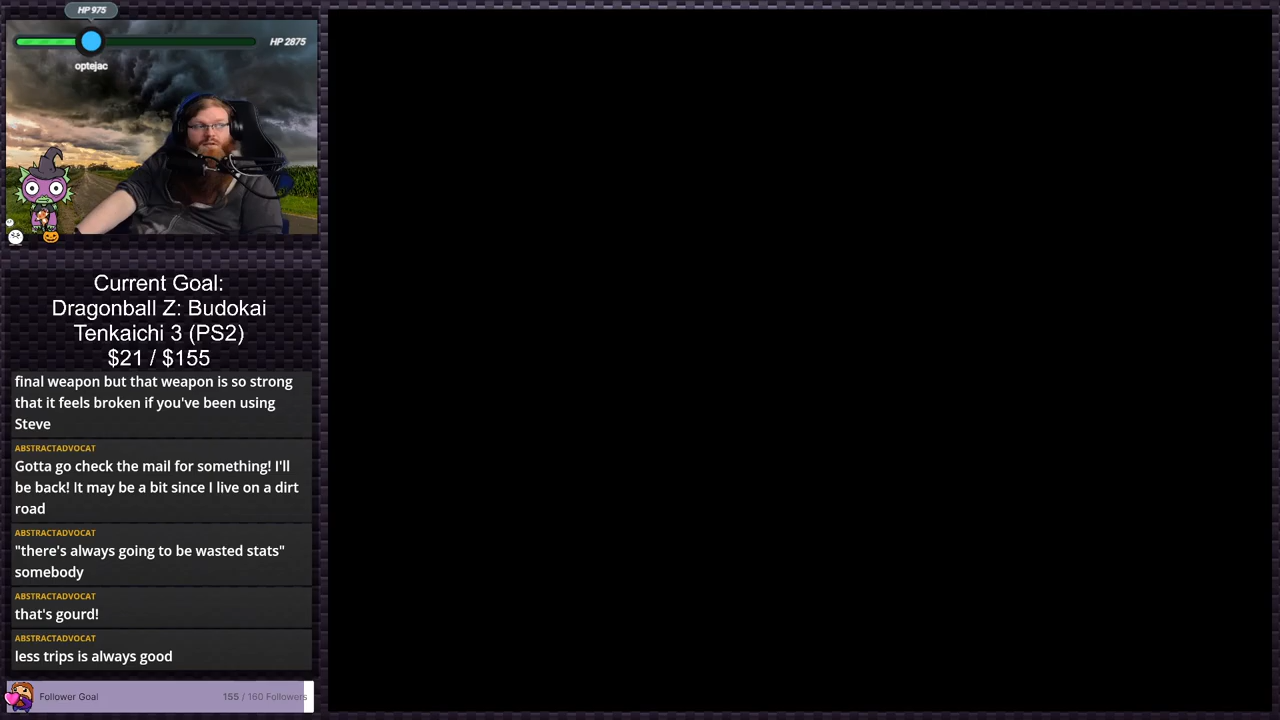 HP 975
HP 2875
optejac
Current Goal:
Dragonball Z: Budokai
Tenkaichi 3 (PS2)
$21 / $155
final weapon but that weapon is so strong
that it feels broken if you've been using
Steve
ABSTRACTADVOCAT
Gotta go check the mail for something! I'll
be back! It may be a bit since I live on a dirt
road
ABSTRACTADVOCAT
"there's always going to be wasted stats"
somebody
ABSTRACTADVOCAT
that's gourd!
ABSTRACTADVOCAT
less trips is always good
Follower Goal
155 / 160 Followers